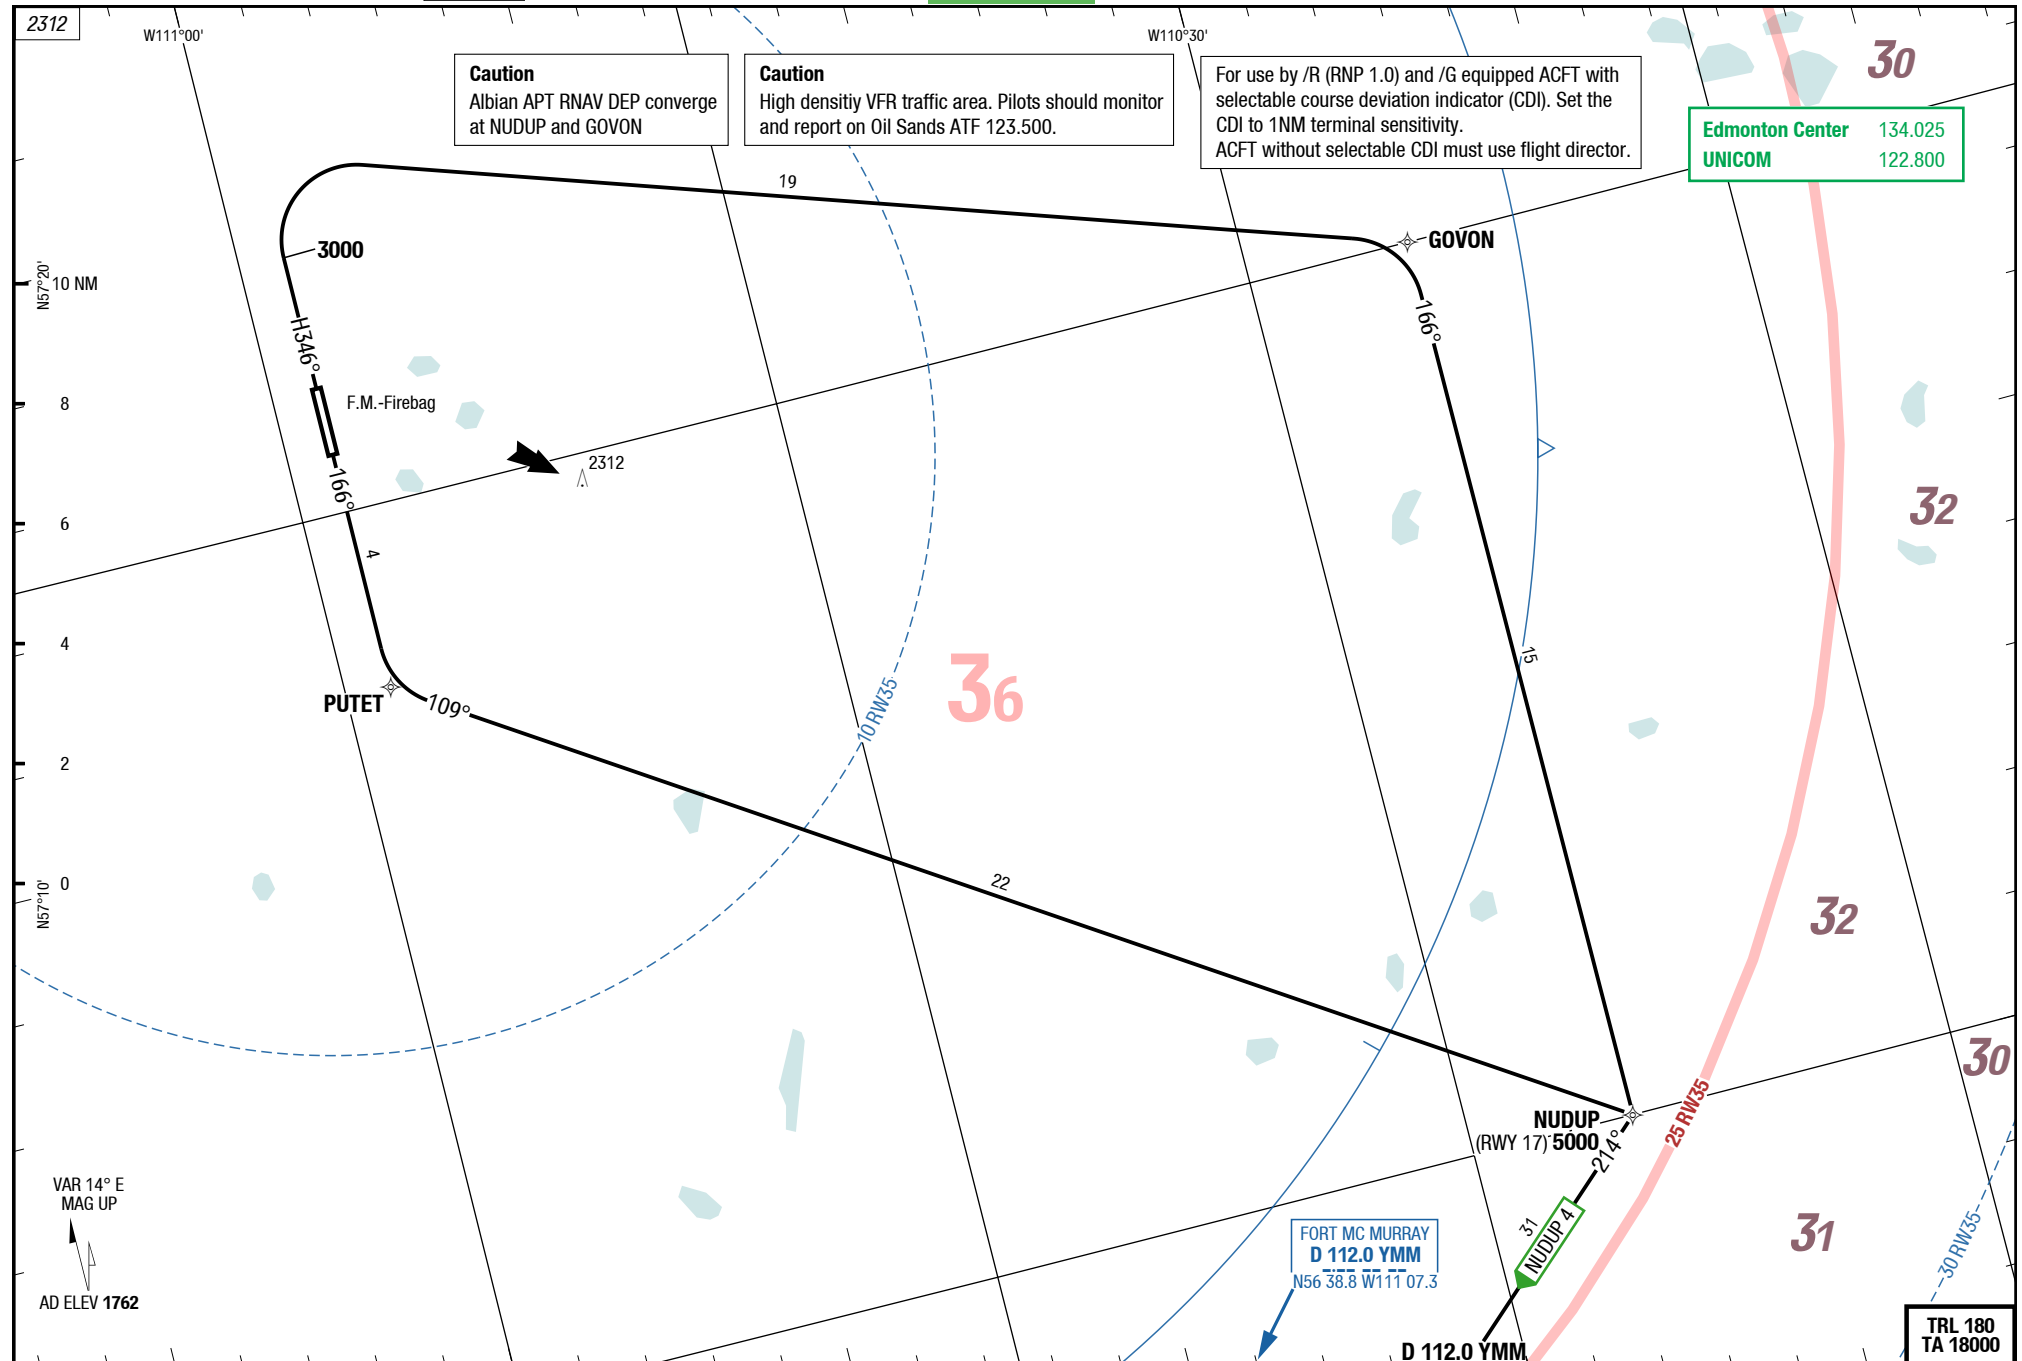 2312
W111°00'
W110°30'
Caution
Albian APT RNAV DEP converge
at NUDUP and GOVON
Caution
High densitiy VFR traffic area. Pilots should monitor
and report on Oil Sands ATF 123.500.
For use by /R (RNP 1.0) and /G equipped ACFT with
selectable course deviation indicator (CDI). Set the
CDI to 1NM terminal sensitivity.
ACFT without selectable CDI must use flight director.
30
Edmonton Center 134.025
UNICOM 122.800
19
3000
GOVON
N57°20'
10 NM
H346°
166°
F.M.-Firebag
8
2312
166°
6
32
4
4
15
36
PUTET
109°
10 RW35
2
22
0
N57°10'
32
30
NUDUP
(RWY 17) 5000
214°
25 RW35
VAR 14° E
MAG UP
AD ELEV 1762
31
NUDUP 4
FORT MC MURRAY
D 112.0 YMM
N56 38.8 W111 07.3
31
30 RW35
D 112.0 YMM
TRL 180
TA 18000